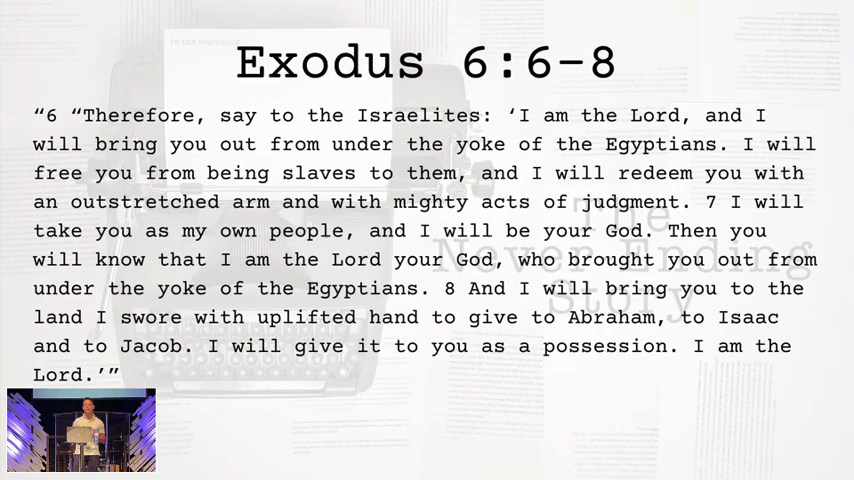 In the beginning
Exodus 6:6-8
“6 “Therefore, say to the Israelites: ‘I am the Lord, and I
will bring you out from under the yoke of the Egyptians. I will
free you from being slaves to them, and I will redeem you with
an outstretched arm and with mighty acts of judgment. 7 I will
take you as my own people, and I will be your God. Then you
will know that I am the Lord your God, who brought you out from
under the yoke of the Egyptians. 8 And I will bring you to the
land I swore with uplifted hand to give to Abraham, to Isaac
and to Jacob. I will give it to you as a possession. I am the
Lord.’”
The
Never Ending
Story